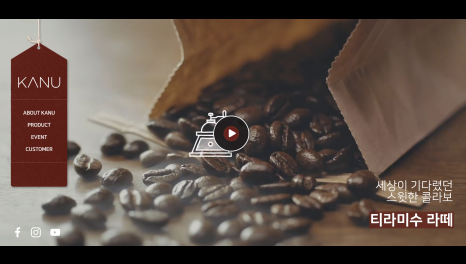 KANU
ABOUT KANU
PRODUCT
EVENT
CUSTOMER
세상이 기다렸던
스윗한 콜라보
티라미수 라떼